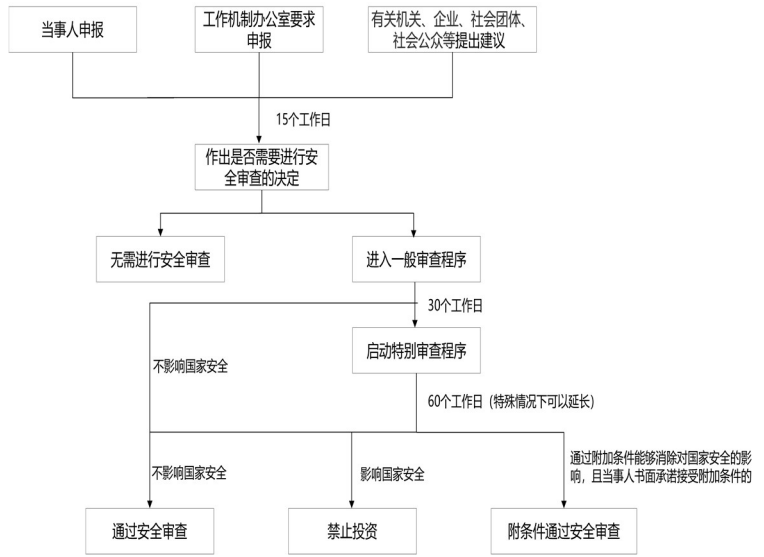 当事人申报
工作机制办公室要求
申报
有关机关、企业、社会团体、
社会公众等提出建议
15个工作日
作出是否需要进行安
全审查的决定
无需进行安全审查
进入一般审查程序
30个工作日
启动特别审查程序
不影响国家安全
60个工作日（特殊情况下可以延长）
不影响国家安全
影响国家安全
通过附加条件能够消除对国家安全的影
响，且当事人书面承诺接受附加条件的
通过安全审查
禁止投资
附条件通过安全审查